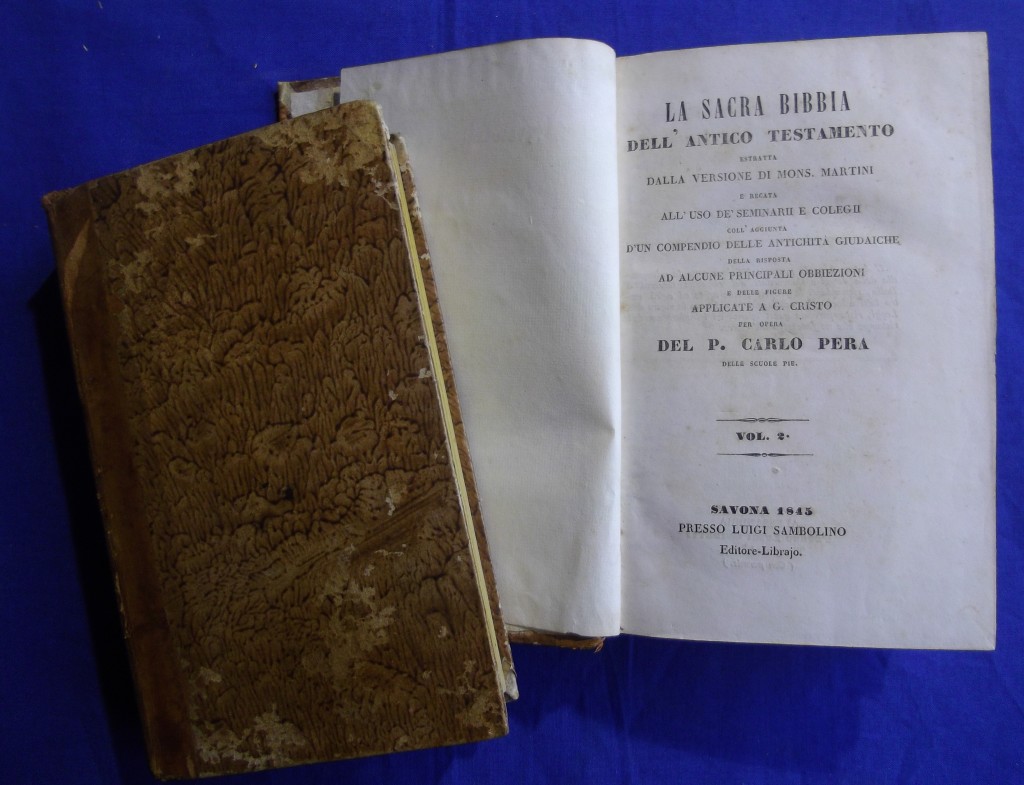 LA SACRA BIBBIA
DELL' ANTICO TESTAMENTO
ESTRATTA
DALLA VERSIONE DI MONS. MARTINI
E RECATA
ALL' USO DE' SEMINARII E COLEGII
COLL' AGGIUNTA
D'UN COMPENDIO DELLE ANTICHITÀ GIUDAICHE
DELLA RISPOSTA
AD ALCUNE PRINCIPALI OBBIEZIONI
E DELLE FIGURE
APPLICATE A G. CRISTO
PER OPERA
DEL P. CARLO PERA
DELLE SCUOLE PIE.
VOL. 2.
SAVONA 1845
PRESSO LUIGI SAMBOLINO
Editore-Librajo.